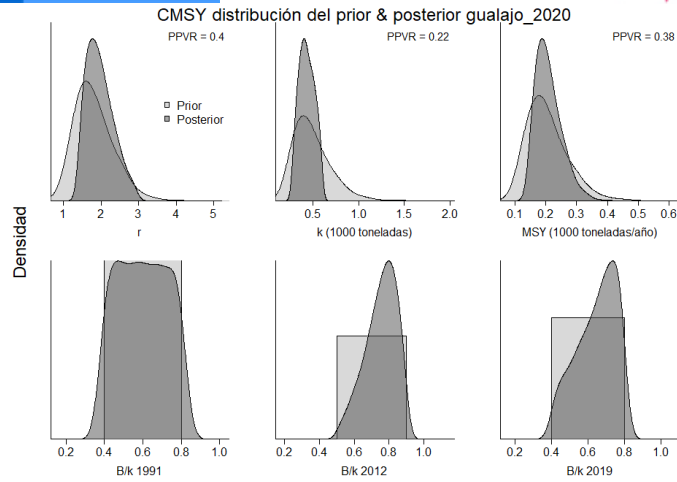 CMSY distribución del prior & posterior gualajo_2020
PPVR = 0.4
PPVR = 0.22
PPVR = 0.38
Prior
Posterior
1 2 3 4 5
0.5 1.0 1.5 2.0
0.1 0.2 0.3 0.4 0.5 0.6
r
k (1000 toneladas)
MSY (1000 toneladas/año)
Densidad
0.2 0.4 0.6 0.8 1.0
0.2 0.4 0.6 0.8 1.0
0.2 0.4 0.6 0.8 1.0
B/k 1991
B/k 2012
B/k 2019